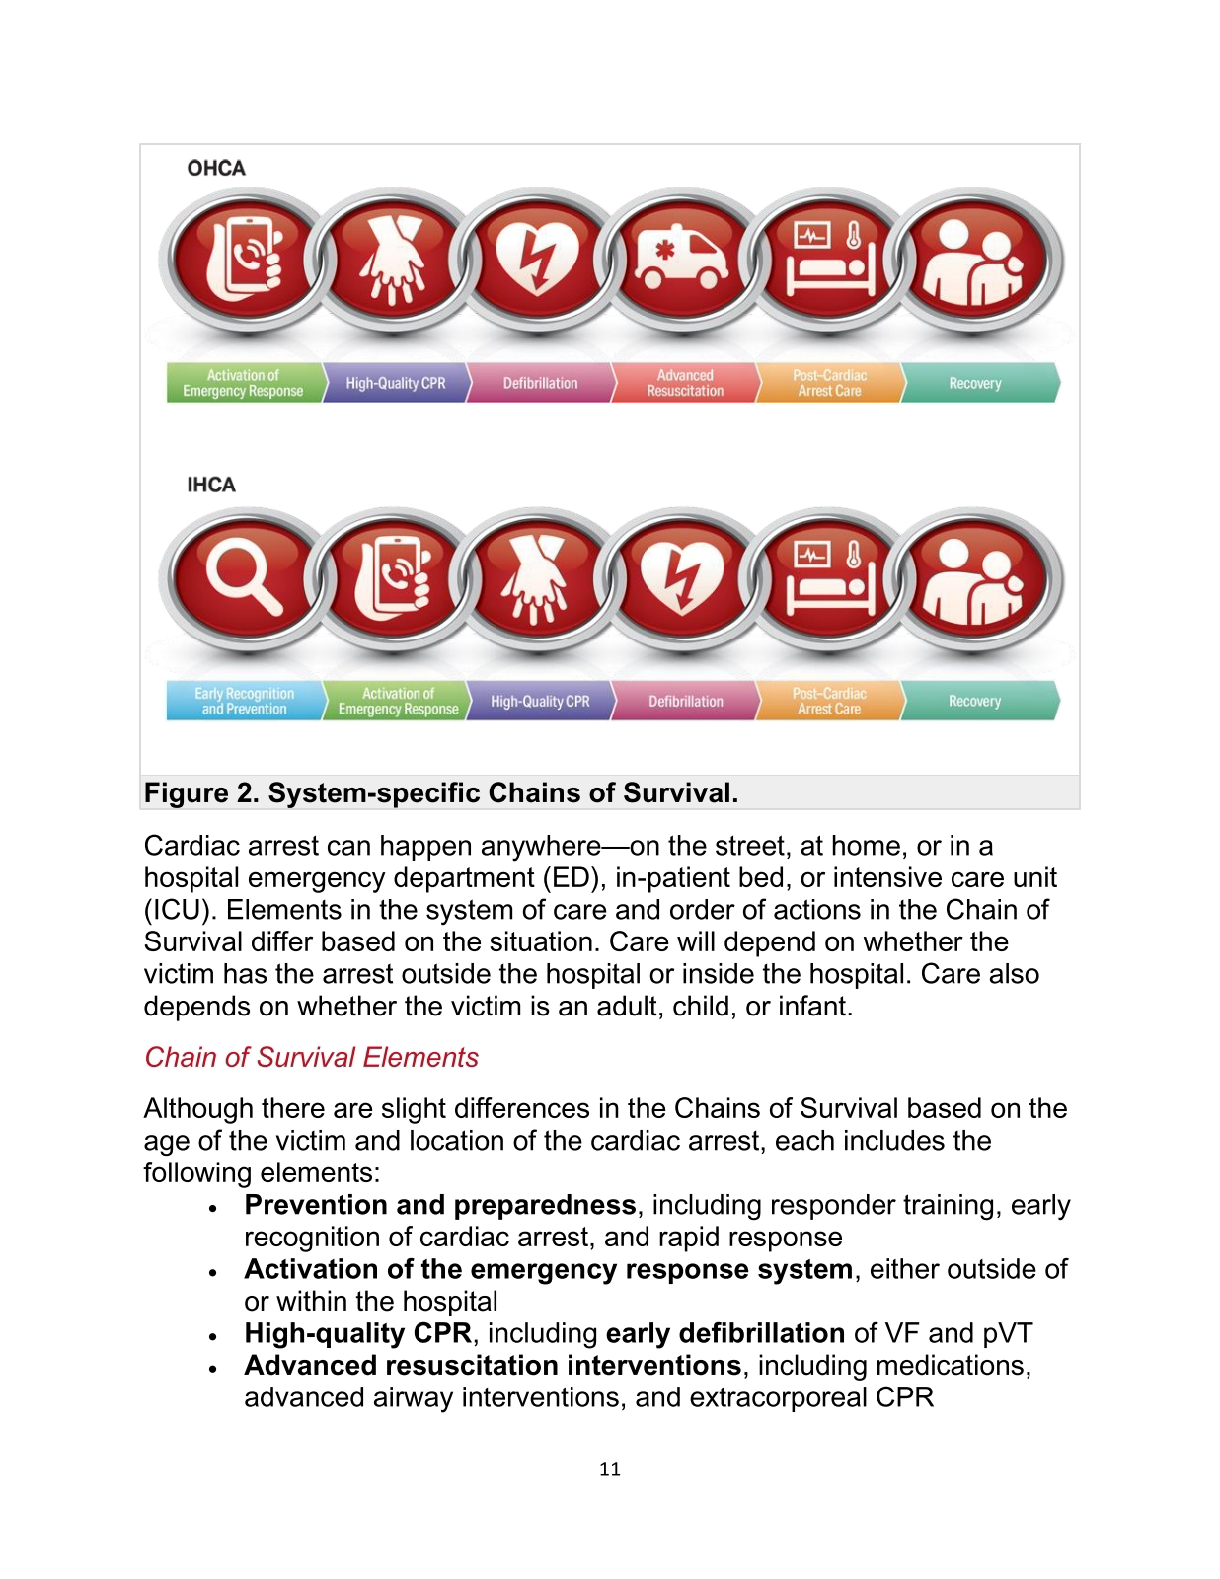 OHCA
Activation of
Emergency Response
High-Quality CPR
Defibrillation
Advanced
Resuscitation
Post–Cardiac
Arrest Care
Recovery
IHCA
Early Recognition
and Prevention
Activation of
Emergency Response
High-Quality CPR
Defibrillation
Post–Cardiac
Arrest Care
Recovery
Figure 2. System-specific Chains of Survival.
Cardiac arrest can happen anywhere—on the street, at home, or in a
hospital emergency department (ED), in-patient bed, or intensive care unit
(ICU). Elements in the system of care and order of actions in the Chain of
Survival differ based on the situation. Care will depend on whether the
victim has the arrest outside the hospital or inside the hospital. Care also
depends on whether the victim is an adult, child, or infant.
Chain of Survival Elements
Although there are slight differences in the Chains of Survival based on the
age of the victim and location of the cardiac arrest, each includes the
following elements:
• Prevention and preparedness, including responder training, early
recognition of cardiac arrest, and rapid response
• Activation of the emergency response system, either outside of
or within the hospital
• High-quality CPR, including early defibrillation of VF and pVT
• Advanced resuscitation interventions, including medications,
advanced airway interventions, and extracorporeal CPR
11